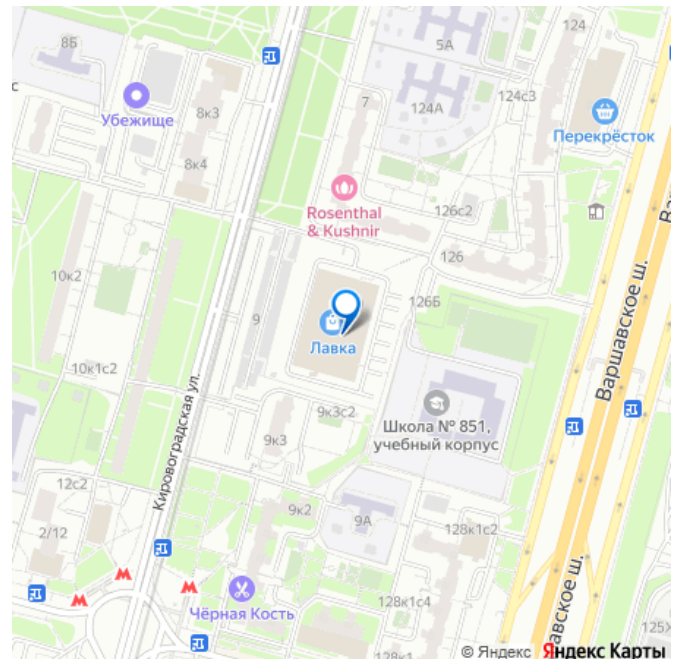 8Б
Убежище
8к3
8к4
7
5А
124А
124с3
124
Перекрёсток
Rosenthal
& Kushnir
126с2
126
126Б
10к2
9
Лавка
10к1с2
Кировоградская ул.
9к3с2
9к3
Школа № 851,
учебный корпус
Варшавское ш.
12с2
2/12
9к2
9А
128к1с2
Чёрная Кость
128к1с4
128к1
Варшавское ш.
© Яндекс Яндекс Карты